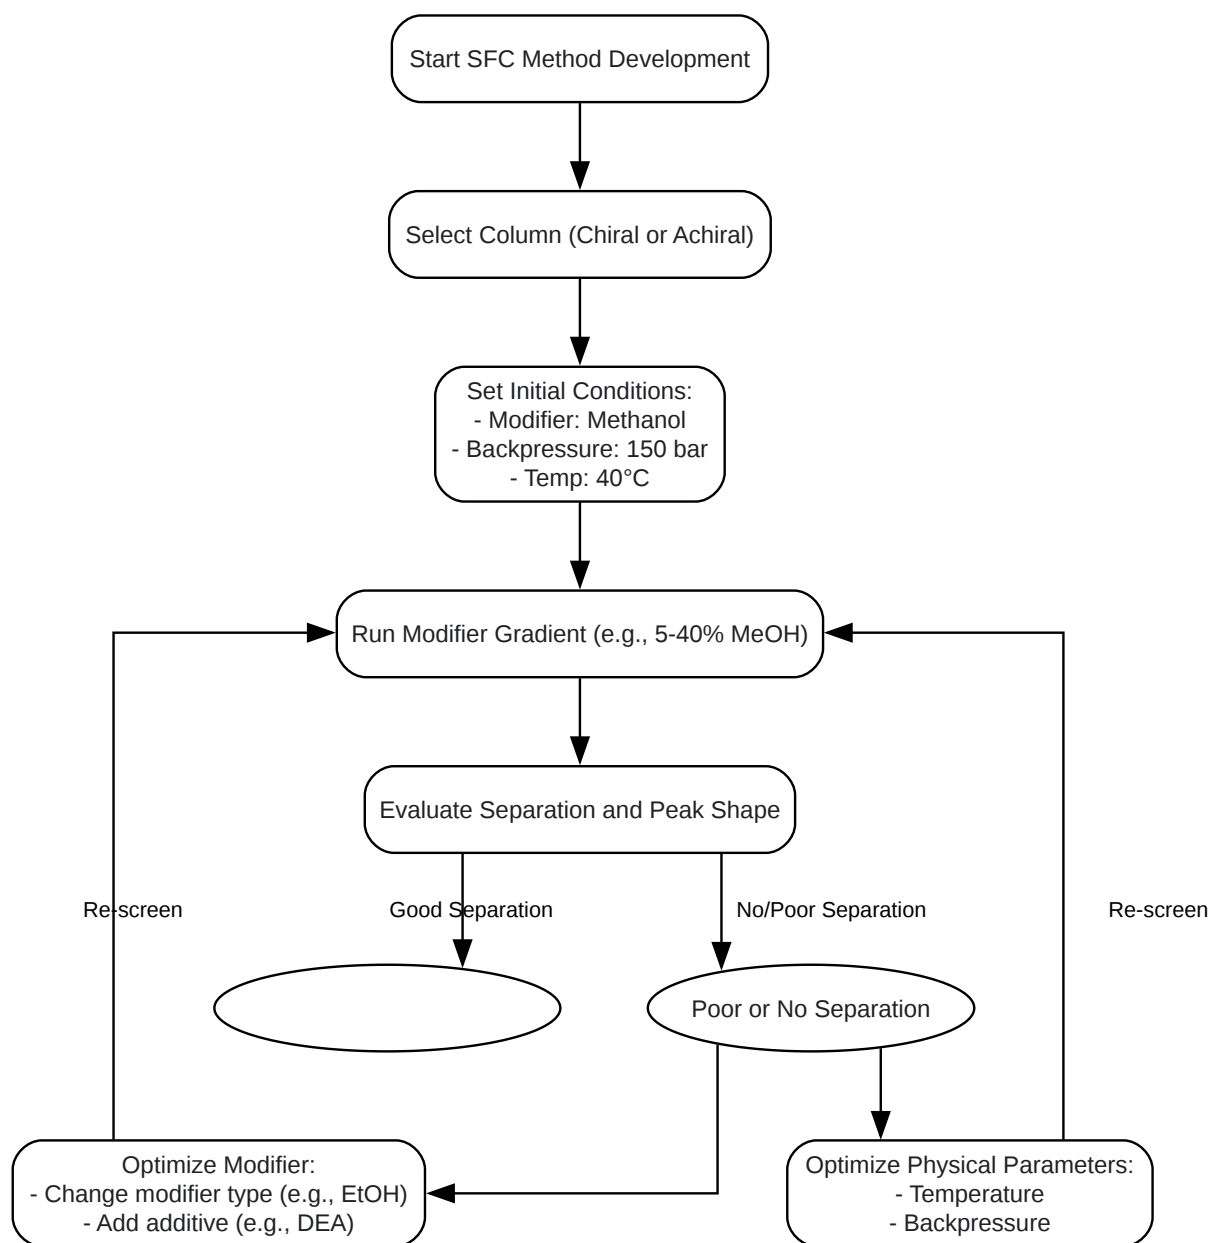 Start SFC Method Development
Select Column (Chiral or Achiral)
Set Initial Conditions:
- Modifier: Methanol
- Backpressure: 150 bar
- Temp: 40°C
Run Modifier Gradient (e.g., 5-40% MeOH)
Evaluate Separation and Peak Shape
Re-screen
Good Separation
No/Poor Separation
Re-screen
Poor or No Separation
Optimize Modifier:
- Change modifier type (e.g., EtOH)
- Add additive (e.g., DEA)
Optimize Physical Parameters:
- Temperature
- Backpressure